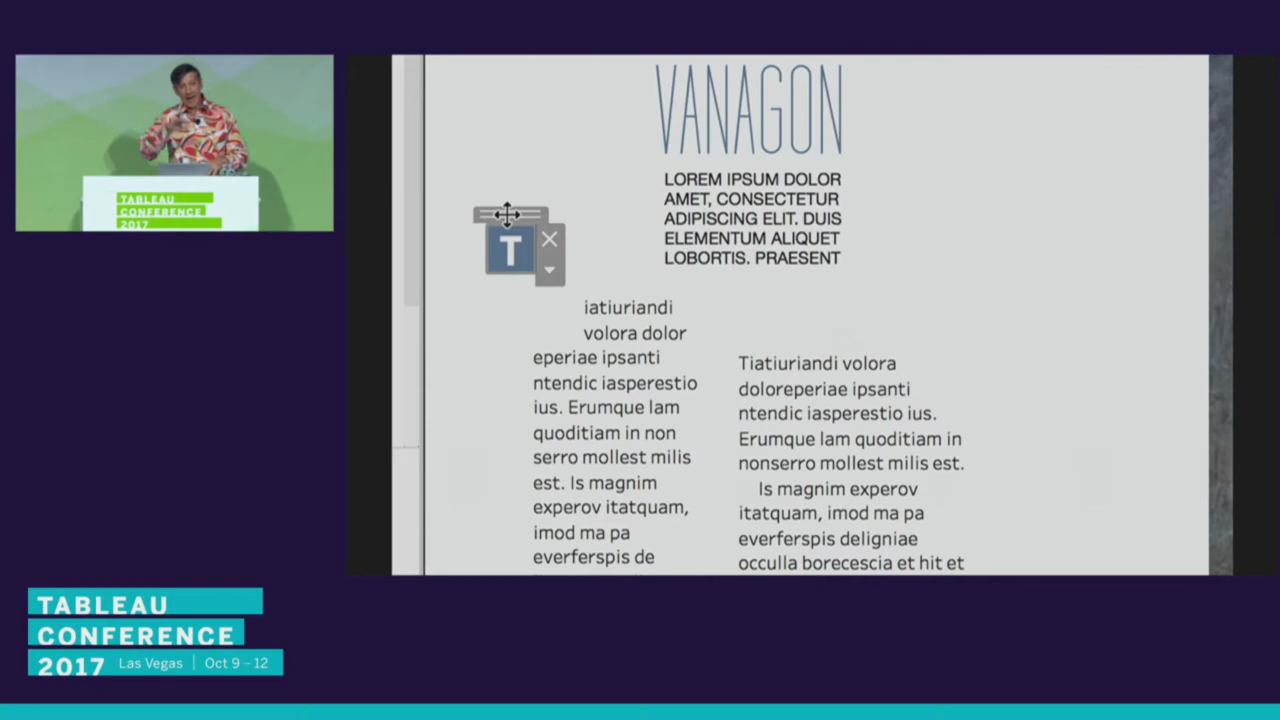 TABLEAU
CONFERENCE
2017
VANAGON
LOREM IPSUM DOLOR
AMET, CONSECTETUR
ADIPISCING ELIT. DUIS
ELEMENTUM ALIQUET
LOBORTIS. PRAESENT
T
iatiuriandi
volora dolor
eperiae ipsanti
ntendic iasperestio
ius. Erumque lam
quoditiam in non
serro mollest milis
est. Is magnim
experov itatquam,
imod ma pa
everferspis de
Tiatiuriandi volora
doloreperiae ipsanti
ntendic iasperestio ius.
Erumque lam quoditiam in
nonserro mollest milis est.
Is magnim experov
itatquam, imod ma pa
everferspis deligniae
occulla borecescia et hit et
TABLEAU
CONFERENCE
2017 Las Vegas | Oct 9 – 12